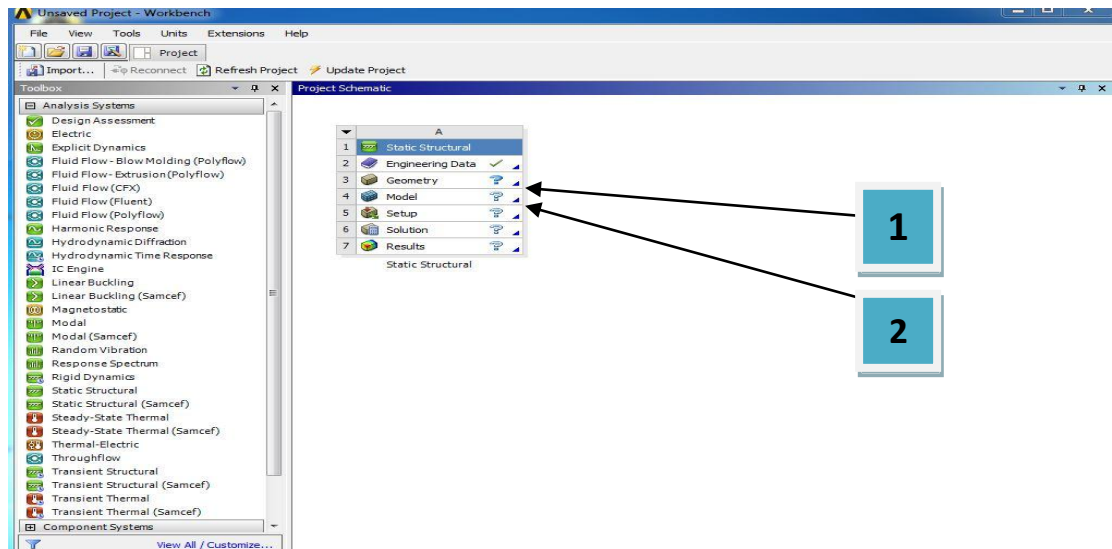 Unsaved Project - Workbench
File View Tools Units Extensions Help
Project
Import... Reconnect Refresh Project Update Project
Toolbox
Project Schematic
Analysis Systems
Design Assessment
Electric
Explicit Dynamics
Fluid Flow - Blow Molding (Polyflow)
Fluid Flow - Extrusion (Polyflow)
Fluid Flow (CFX)
Fluid Flow (Fluent)
Fluid Flow (Polyflow)
Harmonic Response
Hydrodynamic Diffraction
Hydrodynamic Time Response
IC Engine
Linear Buckling
Linear Buckling (Samcef)
Magnetostatic
Modal
Modal (Samcef)
Random Vibration
Response Spectrum
Rigid Dynamics
Static Structural
Static Structural (Samcef)
Steady-State Thermal
Steady-State Thermal (Samcef)
Thermal-Electric
Throughflow
Transient Structural
Transient Structural (Samcef)
Transient Thermal
Transient Thermal (Samcef)
Component Systems
View All / Customize...
A
1 Static Structural
2 Engineering Data
3 Geometry
4 Model
5 Setup
6 Solution
7 Results
Static Structural
1
2